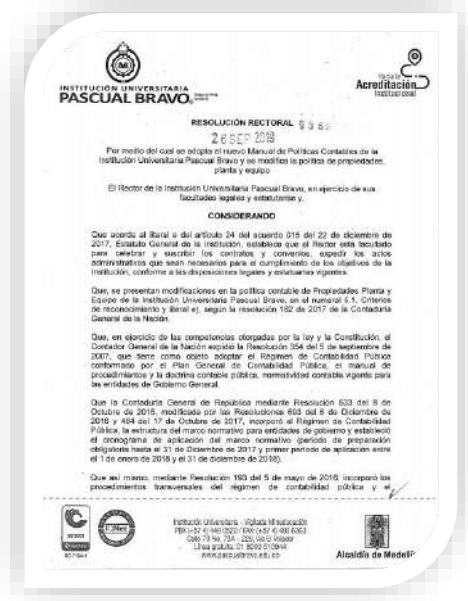 INSTITUCIÓN UNIVERSITARIA
PASCUAL BRAVO
Acreditación
Institucional
RESOLUCIÓN RECTORAL
26 SEP 2018
Por medio del cual se adopta el nuevo Manual de Políticas Contables de la
Institución Universitaria Pascual Bravo y se modifica la política de propiedades,
planta y equipo
El Rector de la Institución Universitaria Pascual Bravo, en ejercicio de sus
facultades legales y estatutarias y,
CONSIDERANDO
Que acorde al literal e del artículo 24 del acuerdo 015 del 22 de diciembre de
2017, Estatuto General de la Institución, establece que el Rector está facultado
para celebrar y suscribir los contratos y convenios, expedir los actos
administrativos que sean necesarios para el cumplimiento de los objetivos de la
Institución, conforme a las disposiciones legales y estatuarias vigentes.
Que, se presentan modificaciones en la política contable de Propiedades Planta y
Equipo de la Institución Universitaria Pascual Bravo, en el numeral 5.1. Criterios
de reconocimiento y literal e), según la resolución 182 de 2017 de la Contaduría
General de la Nación.
Que, en ejercicio de las competencias otorgadas por la ley y la Constitución, el
Contador General de la Nación expidió la Resolución 354 del 5 de septiembre de
2007, que tiene como objeto adoptar el Régimen de Contabilidad Pública
conformado por el Plan General de Contabilidad Pública, el manual de
procedimientos y la doctrina contable pública, normatividad contable vigente para
las entidades de Gobierno General.
Que la Contaduría General de República mediante Resolución 533 del 8 de
Octubre de 2015, modificada por las Resoluciones 693 del 6 de Diciembre de
2016 y 484 del 17 de Octubre de 2017, incorporó el Régimen de Contabilidad
Pública, la estructura del marco normativo para entidades de gobierno y estableció
el cronograma de aplicación del marco normativo (periodo de preparación
obligatoria hasta el 31 de Diciembre de 2017 y primer periodo de aplicación entre
el 1 de enero de 2018 y el 31 de diciembre de 2018).
Que así mismo, mediante Resolución 193 del 5 de mayo de 2016, incorporó los
procedimientos transversales del régimen de contabilidad pública y el
IQNet
Institución Universitaria - Vigilada Mineducación
Calle 73 No. 73A - 226, Vía El Volador
www.pascualbravo.edu.co
Alcaldía de Medellín